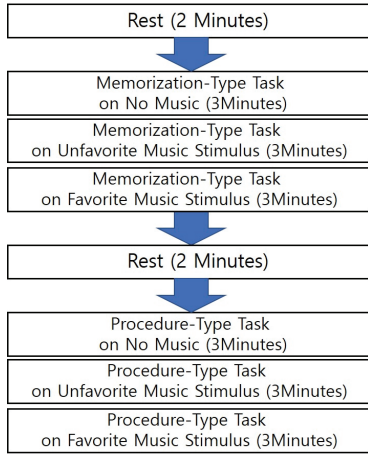 Rest (2 Minutes)
Memorization-Type Task
on No Music (3Minutes)
Memorization-Type Task
on Unfavorite Music Stimulus (3Minutes)
Memorization-Type Task
on Favorite Music Stimulus (3Minutes)
Rest (2 Minutes)
Procedure-Type Task
on No Music (3Minutes)
Procedure-Type Task
on Unfavorite Music Stimulus (3Minutes)
Procedure-Type Task
on Favorite Music Stimulus (3Minutes)